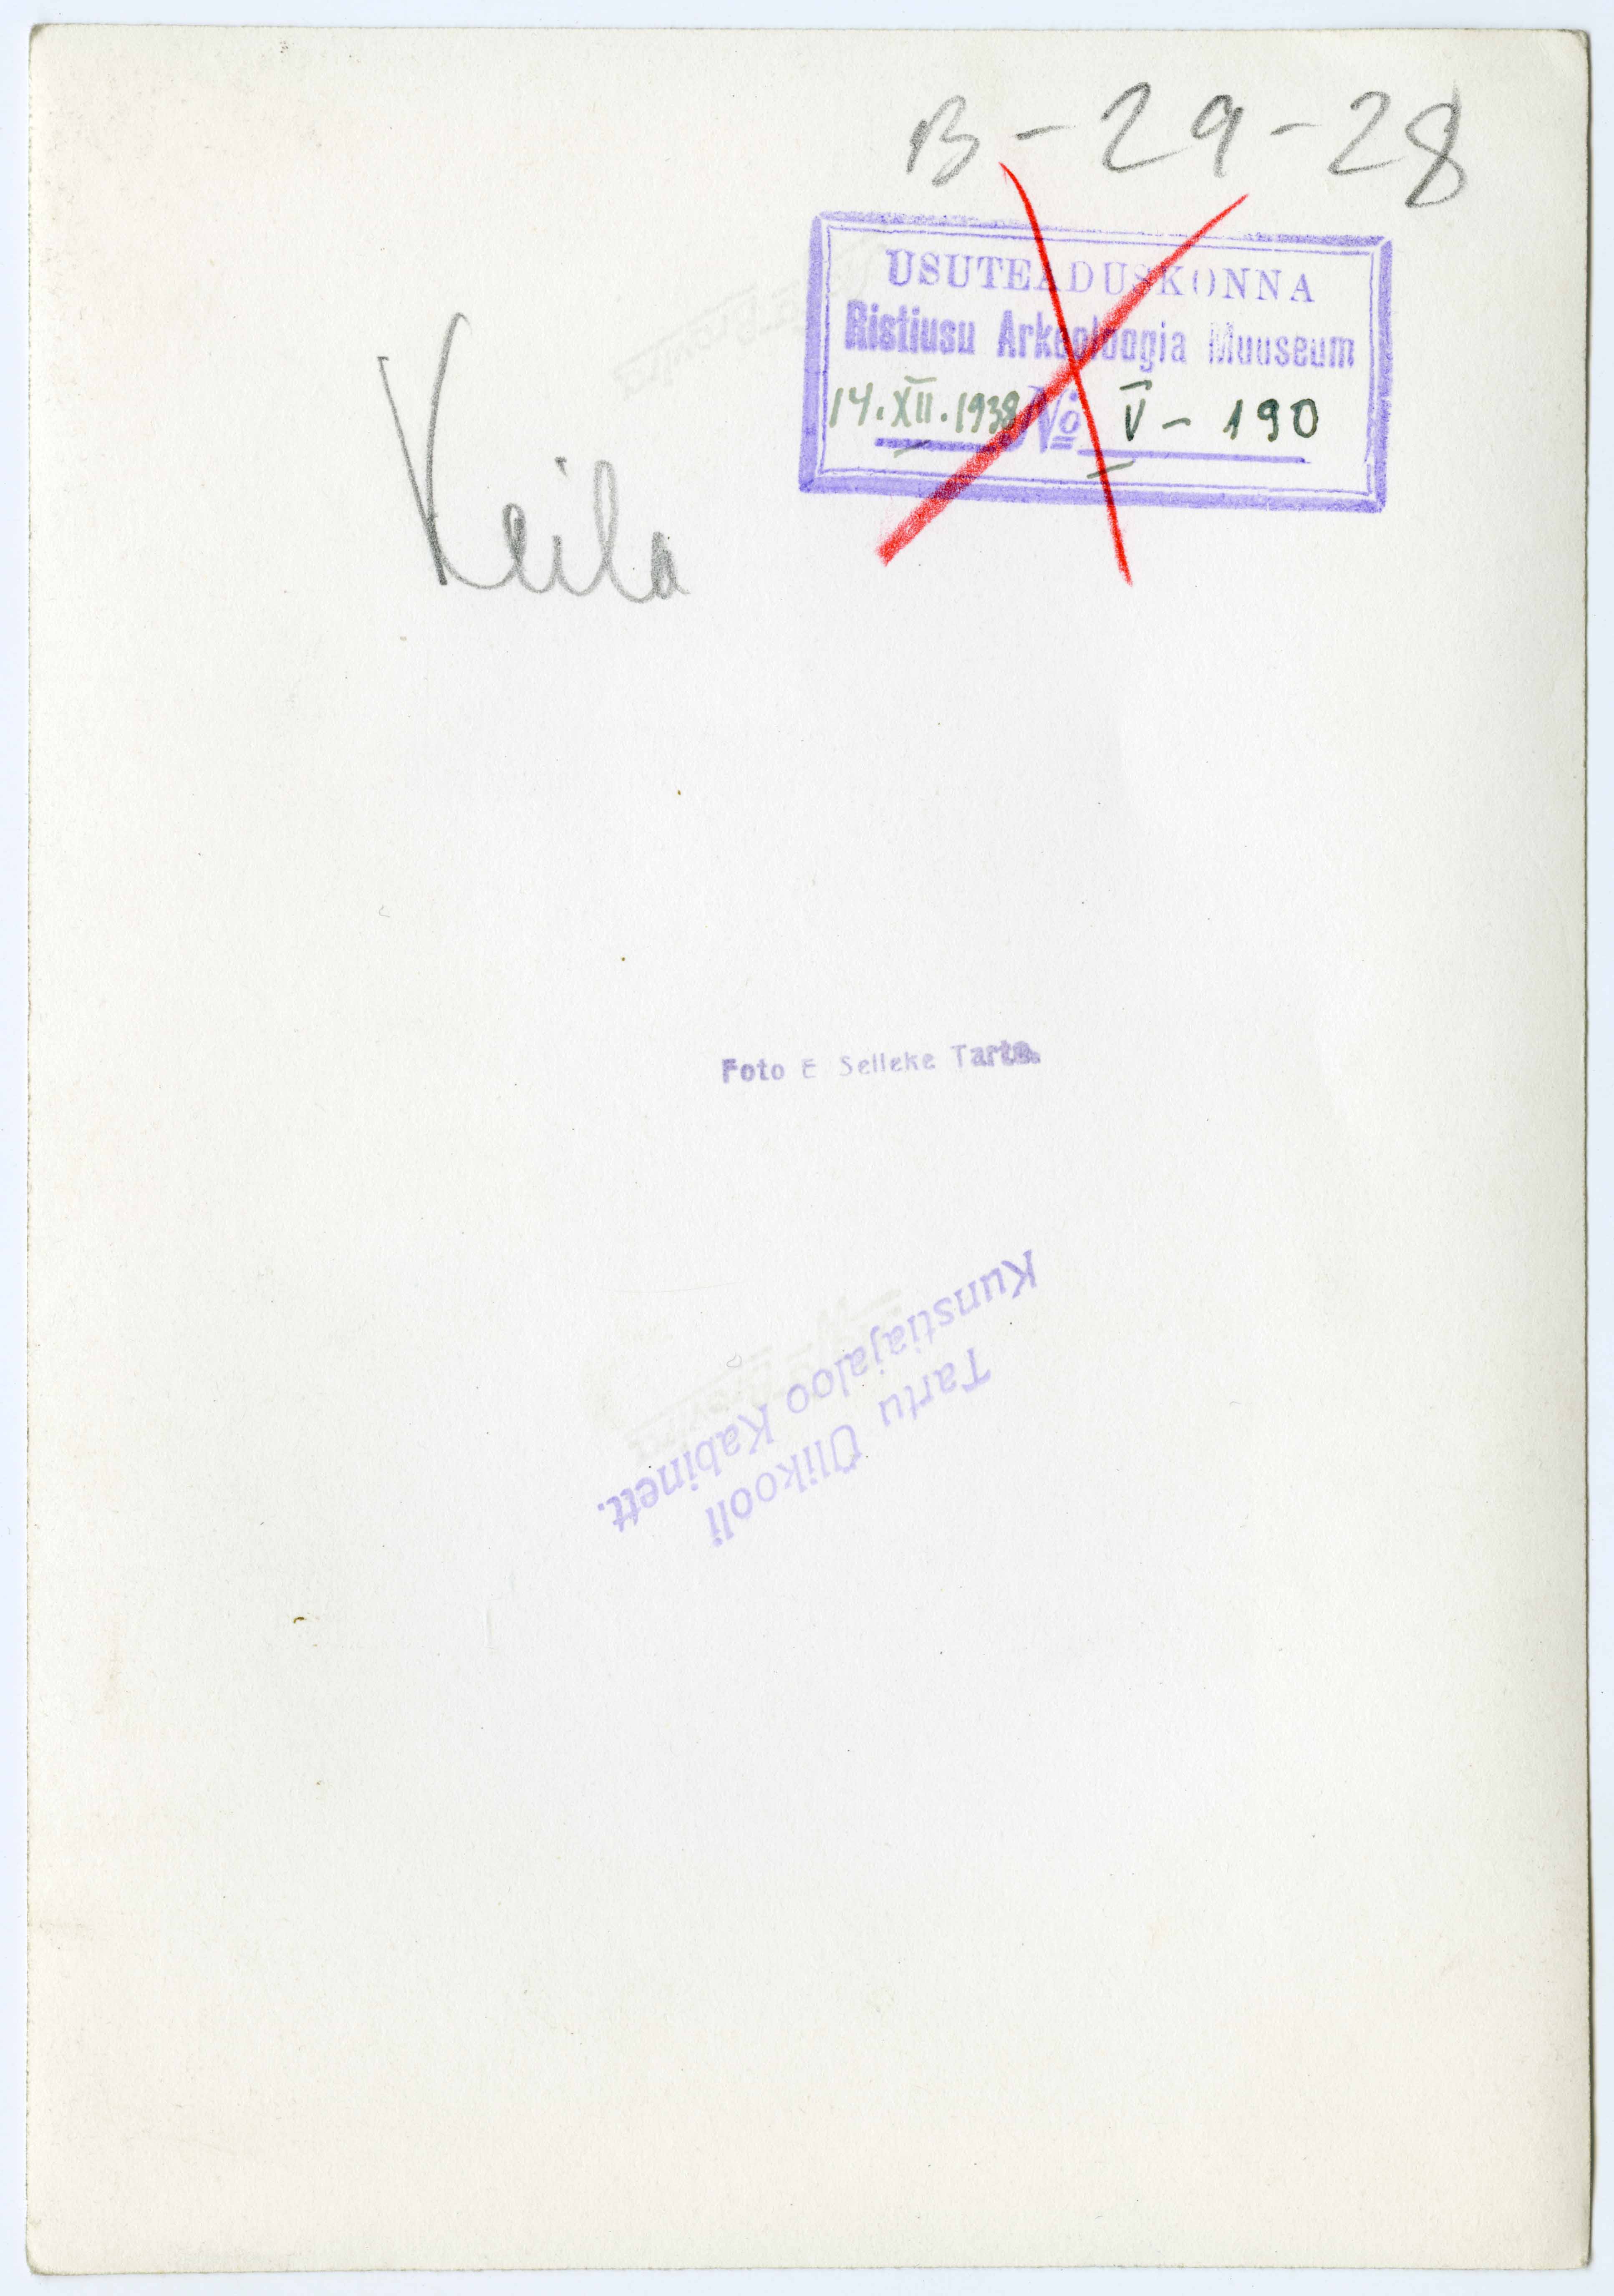 B-29-28
USUTEADUSKONNA
Ristiusu Arkeoloogia Muuseum
14.XII.1938 № V - 190
Keila
Foto E Selleke Tartu.
Tartu Ülikooli
Kunstiajaloo Kabinett.